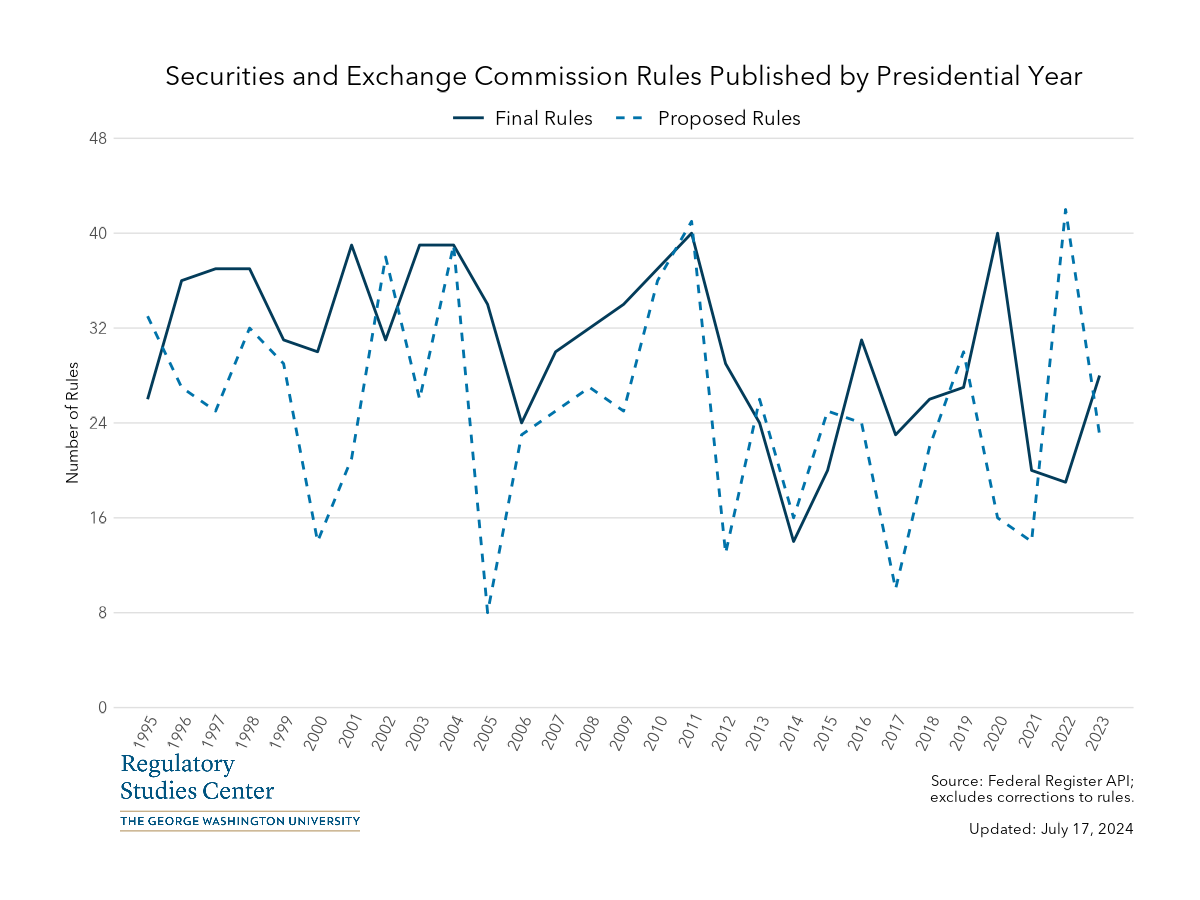 Securities and Exchange Commission Rules Published by Presidential Year
Final Rules Proposed Rules
48
40
32
24
16
8
0
Number of Rules
1995 1996 1997 1998 1999 2000 2001 2002 2003 2004 2005 2006 2007 2008 2009 2010 2011 2012 2013 2014 2015 2016 2017 2018 2019 2020 2021 2022 2023
Regulatory
Studies Center
THE GEORGE WASHINGTON UNIVERSITY
Source: Federal Register API;
excludes corrections to rules.
Updated: July 17, 2024